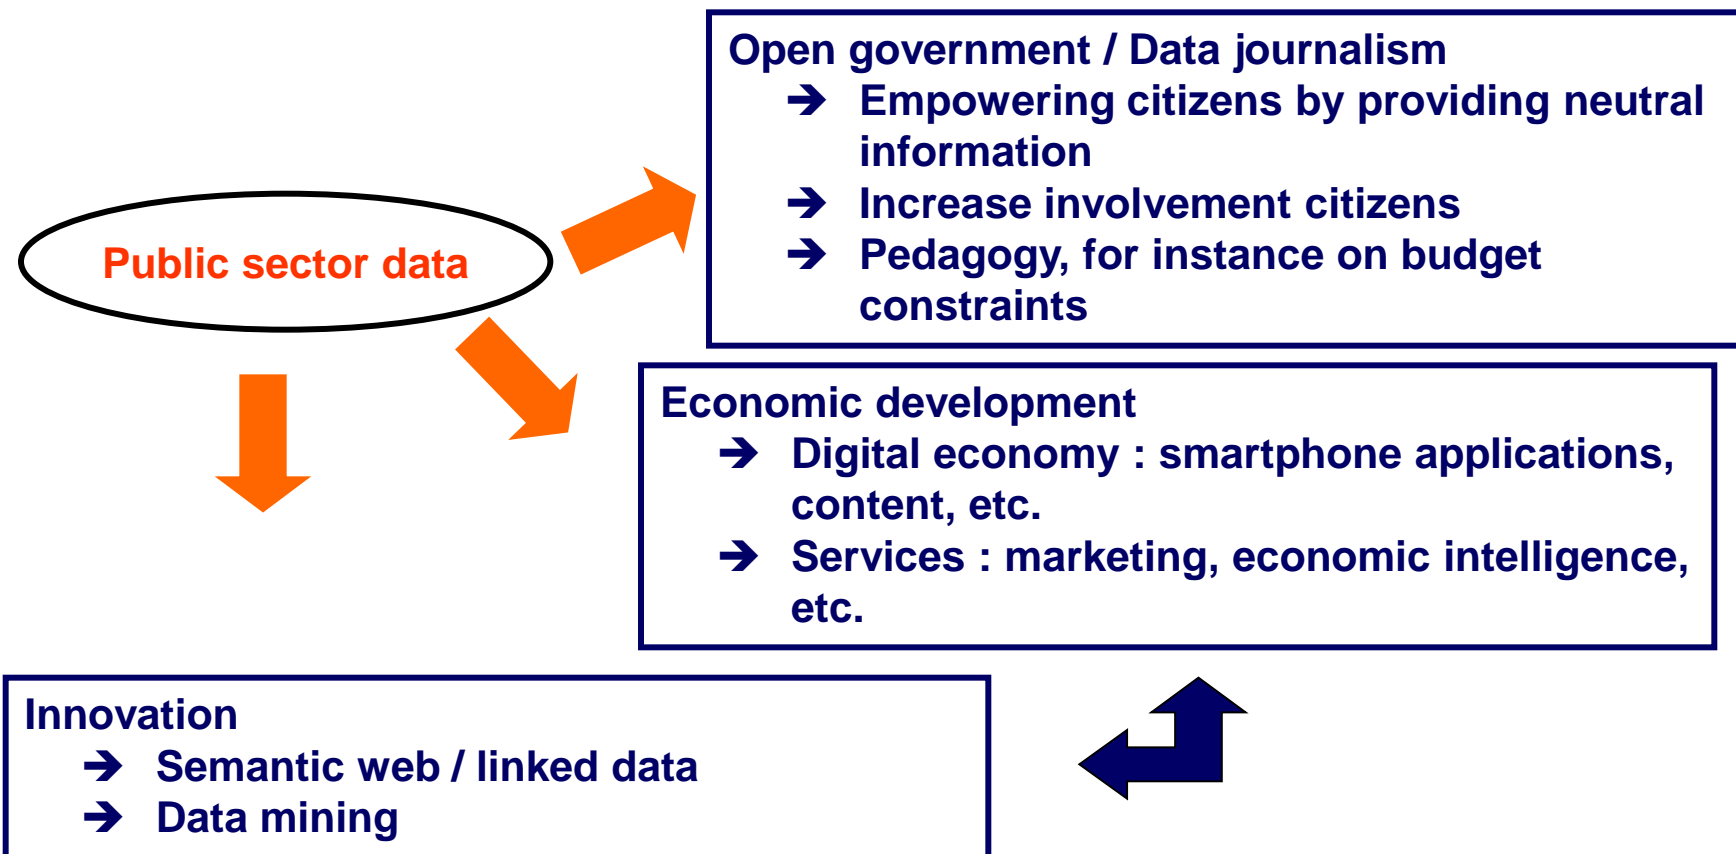 Public sector data
Open government / Data journalism
➔ Empowering citizens by providing neutral
information
➔ Increase involvement citizens
➔ Pedagogy, for instance on budget
constraints
Economic development
➔ Digital economy : smartphone applications,
content, etc.
➔ Services : marketing, economic intelligence,
etc.
Innovation
➔ Semantic web / linked data
➔ Data mining